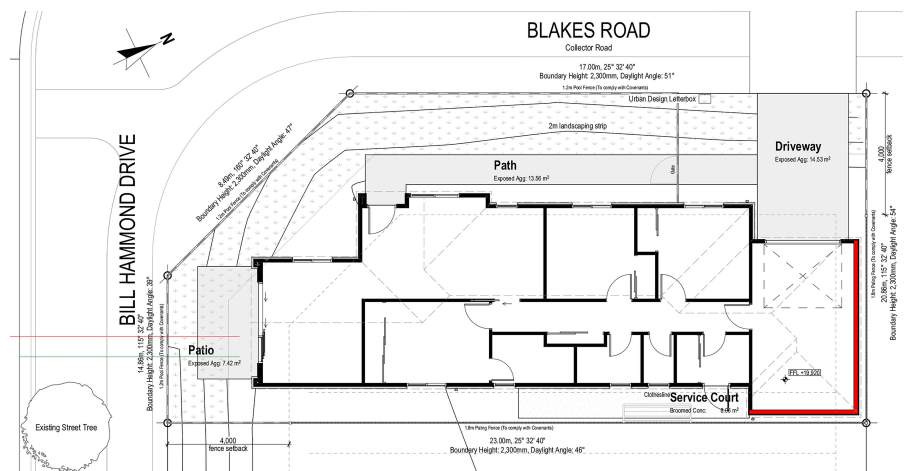 BLAKES ROAD
Collector Road
17.00m, 25° 32' 40"
Boundary Height: 2,300mm, Daylight Angle: 51°
1.2m Pool Fence (To comply with Covenants)
Urban Design Letterbox
N
2m landscaping strip
Driveway
Exposed Agg: 14.53 m²
4,000
fence setback
8.49m, 160° 32' 40"
Boundary Height: 2,300mm, Daylight Angle: 47°
1.2m Pool Fence (To comply with Covenants)
Path
Exposed Agg: 13.56 m²
Gate
BILL HAMMOND DRIVE
14.86m, 115° 32' 40"
Boundary Height: 2,300mm, Daylight Angle: 39°
1.2m Pool Fence (To comply with Covenants)
20.86m, 115° 32' 40"
Boundary Height: 2,300mm, Daylight Angle: 54°
1.8m Paling Fence (To comply with Covenants)
Patio
Exposed Agg: 7.42 m²
FFL +19.920
Clothesline
Service Court
Broomed Conc:
m²
Existing Street Tree
4,000
fence setback
1.8m Paling Fence (To comply with Covenants)
23.00m, 25° 32' 40"
Boundary Height: 2,300mm, Daylight Angle: 46°